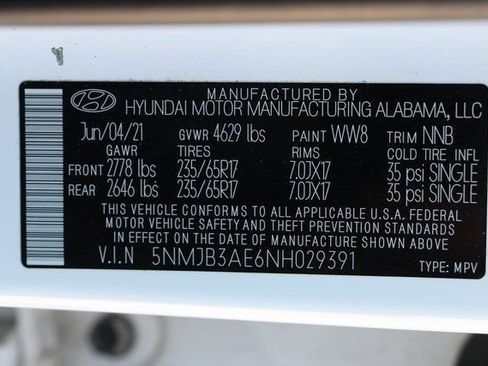 MANUFACTURED BY
HYUNDAI MOTOR MANUFACTURING ALABAMA, LLC
Jun/04/21 GVWR 4629 lbs PAINT WW8 TRIM NNB
GAWR TIRES RIMS COLD TIRE INFL
FRONT 2778 lbs 235/65R17 7.0JX17 35 psi SINGLE
REAR 2646 lbs 235/65R17 7.0JX17 35 psi SINGLE
THIS VEHICLE CONFORMS TO ALL APPLICABLE U.S.A. FEDERAL
MOTOR VEHICLE SAFETY AND THEFT PREVENTION STANDARDS
IN EFFECT ON THE DATE OF MANUFACTURE SHOWN ABOVE.
V.I.N 5NMJB3AE6NH029391 TYPE: MPV